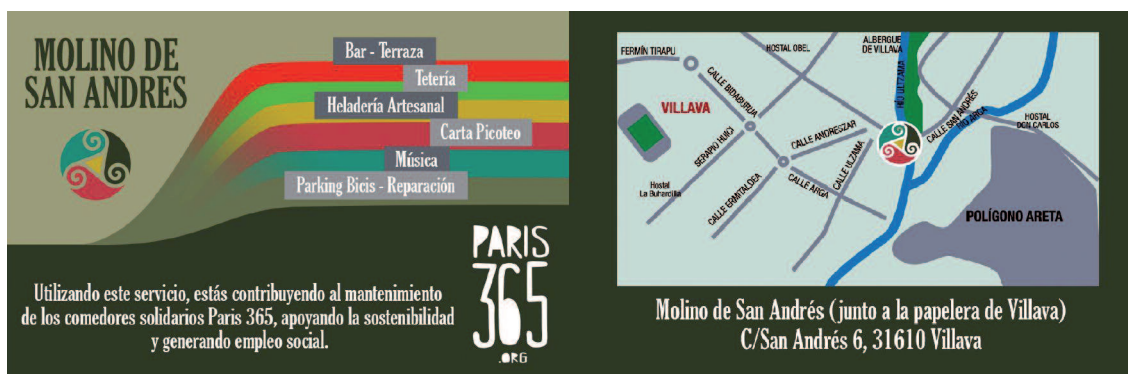 MOLINO DE
SAN ANDRES
Bar - Terraza
Tetería
Heladería Artesanal
Carta Picoteo
Música
Parking Bicis - Reparación
PARIS
365
.ORG
Utilizando este servicio, estás contribuyendo al mantenimiento
de los comedores solidarios Paris 365, apoyando la sostenibilidad
y generando empleo social.
FERMÍN TIRAPU
HOSTAL OBEL
ALBERGUE
DE VILLAVA
RÍO ULTZAMA
VILLAVA
CALLE BIDABURUA
CALLE SAN ANDRÉS
RÍO ARGA
HOSTAL
DON CARLOS
SERAPIO HUICI
CALLE ANDREszAR
CALLE ULZAMA
Hostal
La Buhardilla
CALLE ERIPALDEA
CALLE ARGA
POLÍGONO ARETA
Molino de San Andrés (junto a la papelera de Villava)
C/San Andrés 6, 31610 Villava